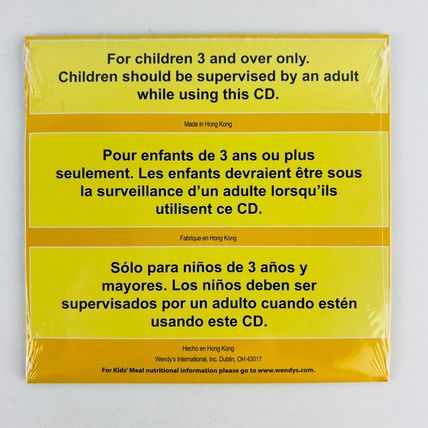 For children 3 and over only.
Children should be supervised by an adult
while using this CD.
Made in Hong Kong
Pour enfants de 3 ans ou plus
seulement. Les enfants devraient être sous
la surveillance d'un adulte lorsqu'ils
utilisent ce CD.
Fabrique en Hong Kong
Sólo para niños de 3 años y
mayores. Los niños deben ser
supervisados por un adulto cuando estén
usando este CD.
Hecho en Hong Kong
Wendy's International, Inc. Dublin, OH 43017
For Kids' Meal nutritional information please go to www.wendys.com.